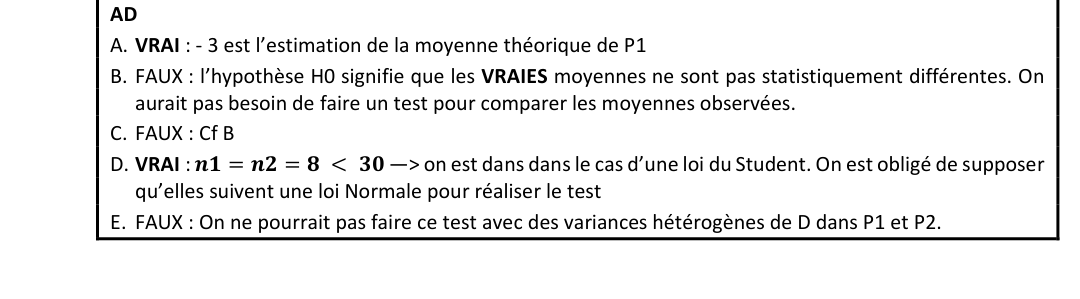 AD
A. VRAI : - 3 est l’estimation de la moyenne théorique de P1
B. FAUX : l’hypothèse H0 signifie que les VRAIES moyennes ne sont pas statistiquement différentes. On
aurait pas besoin de faire un test pour comparer les moyennes observées.
C. FAUX : Cf B
D. VRAI : n1 = n2 = 8 < 30 —> on est dans dans le cas d’une loi du Student. On est obligé de supposer
qu’elles suivent une loi Normale pour réaliser le test
E. FAUX : On ne pourrait pas faire ce test avec des variances hétérogènes de D dans P1 et P2.